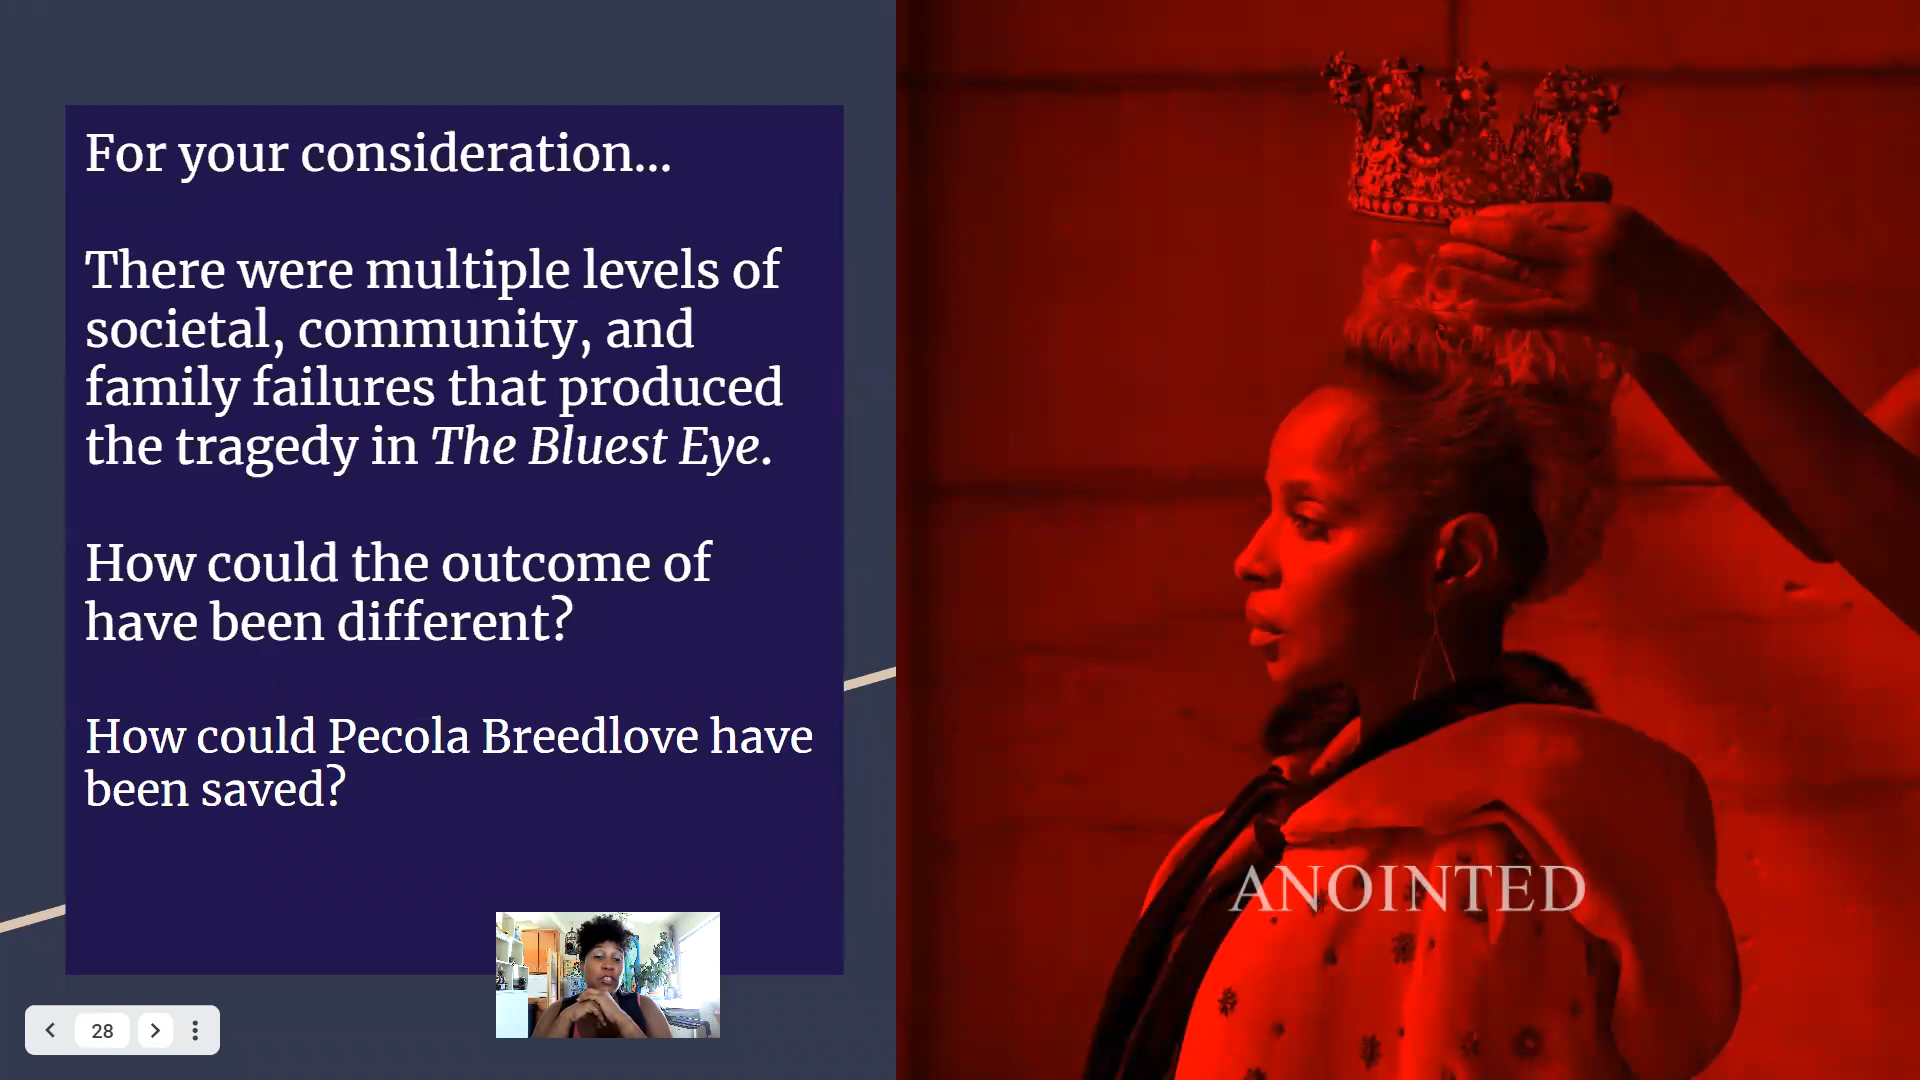 For your consideration...
There were multiple levels of
societal, community, and
family failures that produced
the tragedy in The Bluest Eye.
How could the outcome of
have been different?
How could Pecola Breedlove have
been saved?
ANOINTED
28